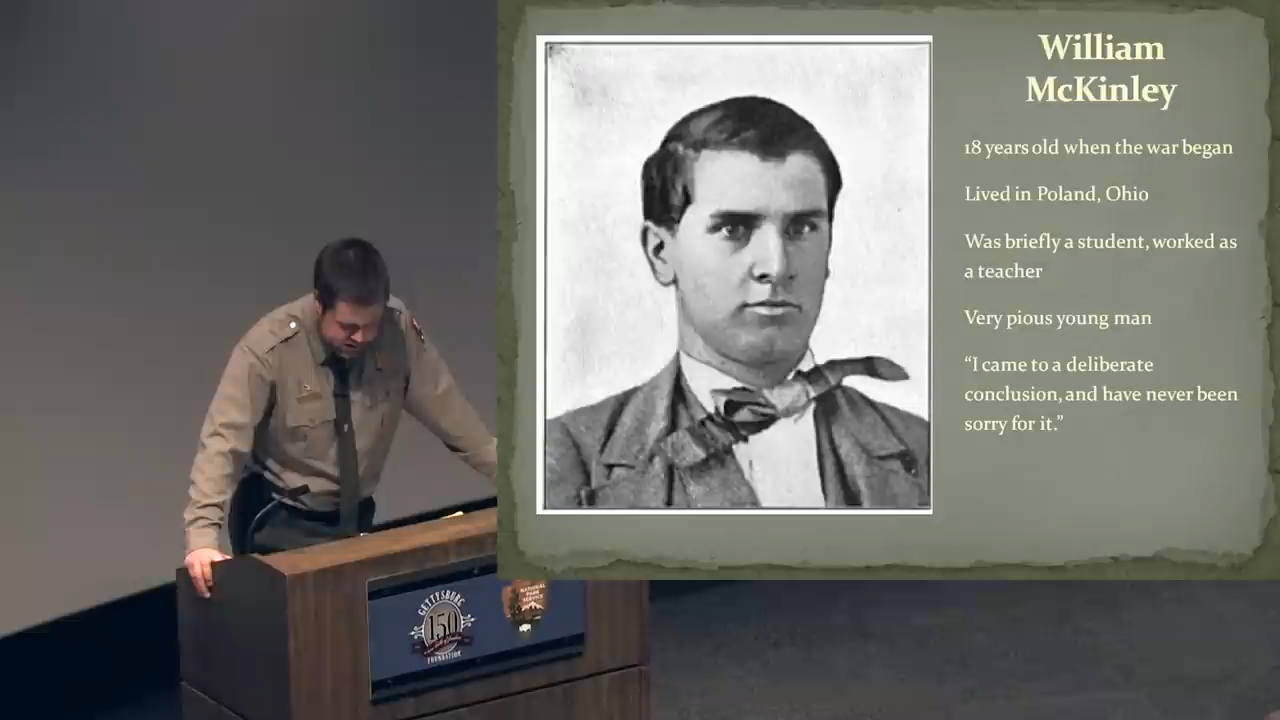 William
McKinley
18 years old when the war began
Lived in Poland, Ohio
Was briefly a student, worked as
a teacher
Very pious young man
“I came to a deliberate
conclusion, and have never been
sorry for it.”
GETTYSBURG
150
FOUNDATION
NATIONAL
PARK
SERVICE